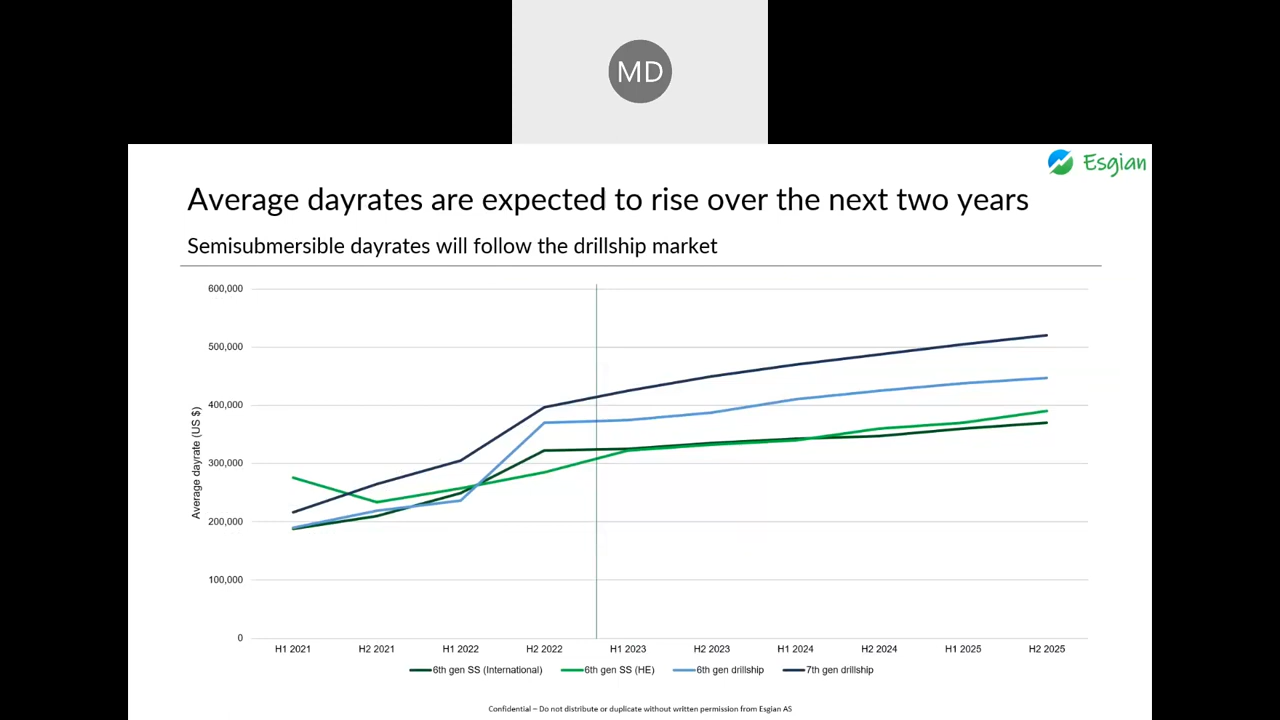 MD
Esgian
Average dayrates are expected to rise over the next two years
Semisubmersible dayrates will follow the drillship market
600,000
500,000
400,000
300,000
200,000
100,000
0
Average dayrate (US $)
H1 2021 H2 2021 H1 2022 H2 2022 H1 2023 H2 2023 H1 2024 H2 2024 H1 2025 H2 2025
6th gen SS (International) 6th gen SS (HE) 6th gen drillship 7th gen drillship
Confidential – Do not distribute or duplicate without written permission from Esgian AS